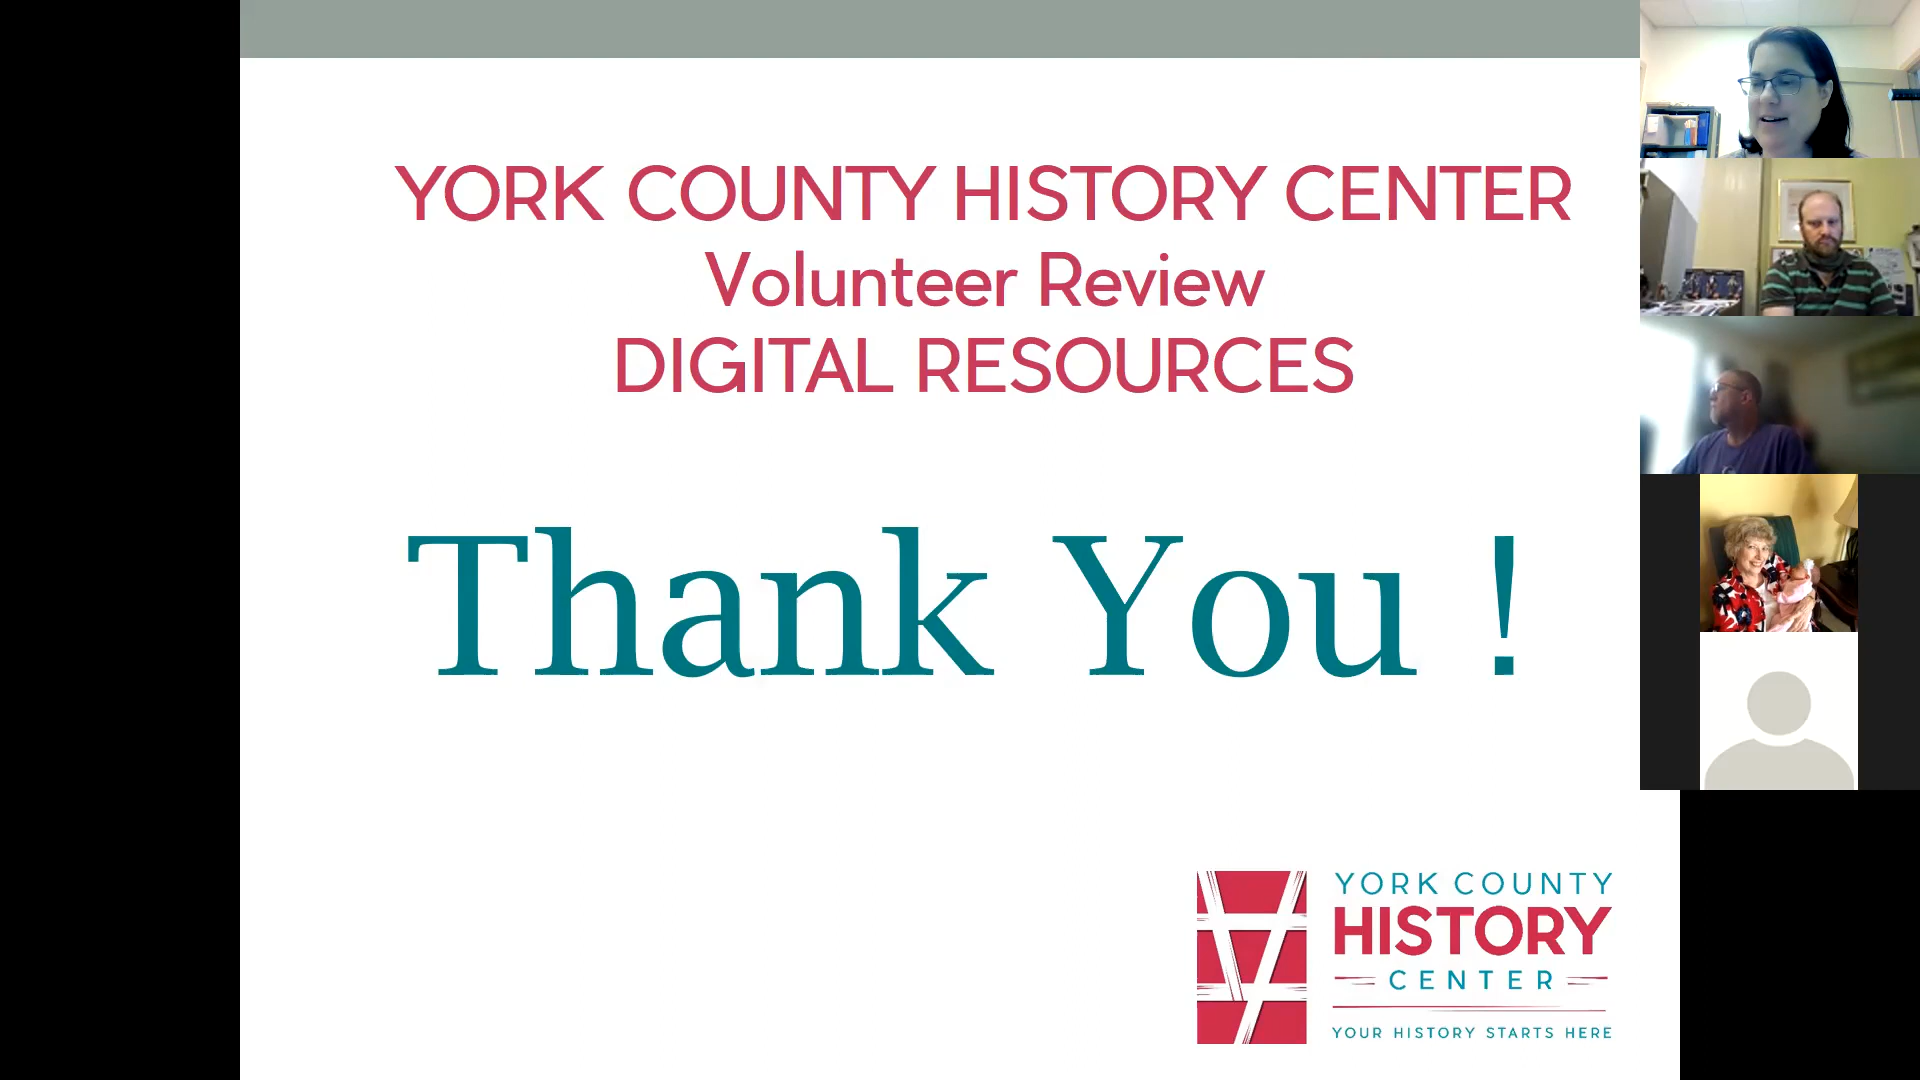 YORK COUNTY HISTORY CENTER
Volunteer Review
DIGITAL RESOURCES
Thank You !
YORK COUNTY
HISTORY
CENTER
YOUR HISTORY STARTS HERE